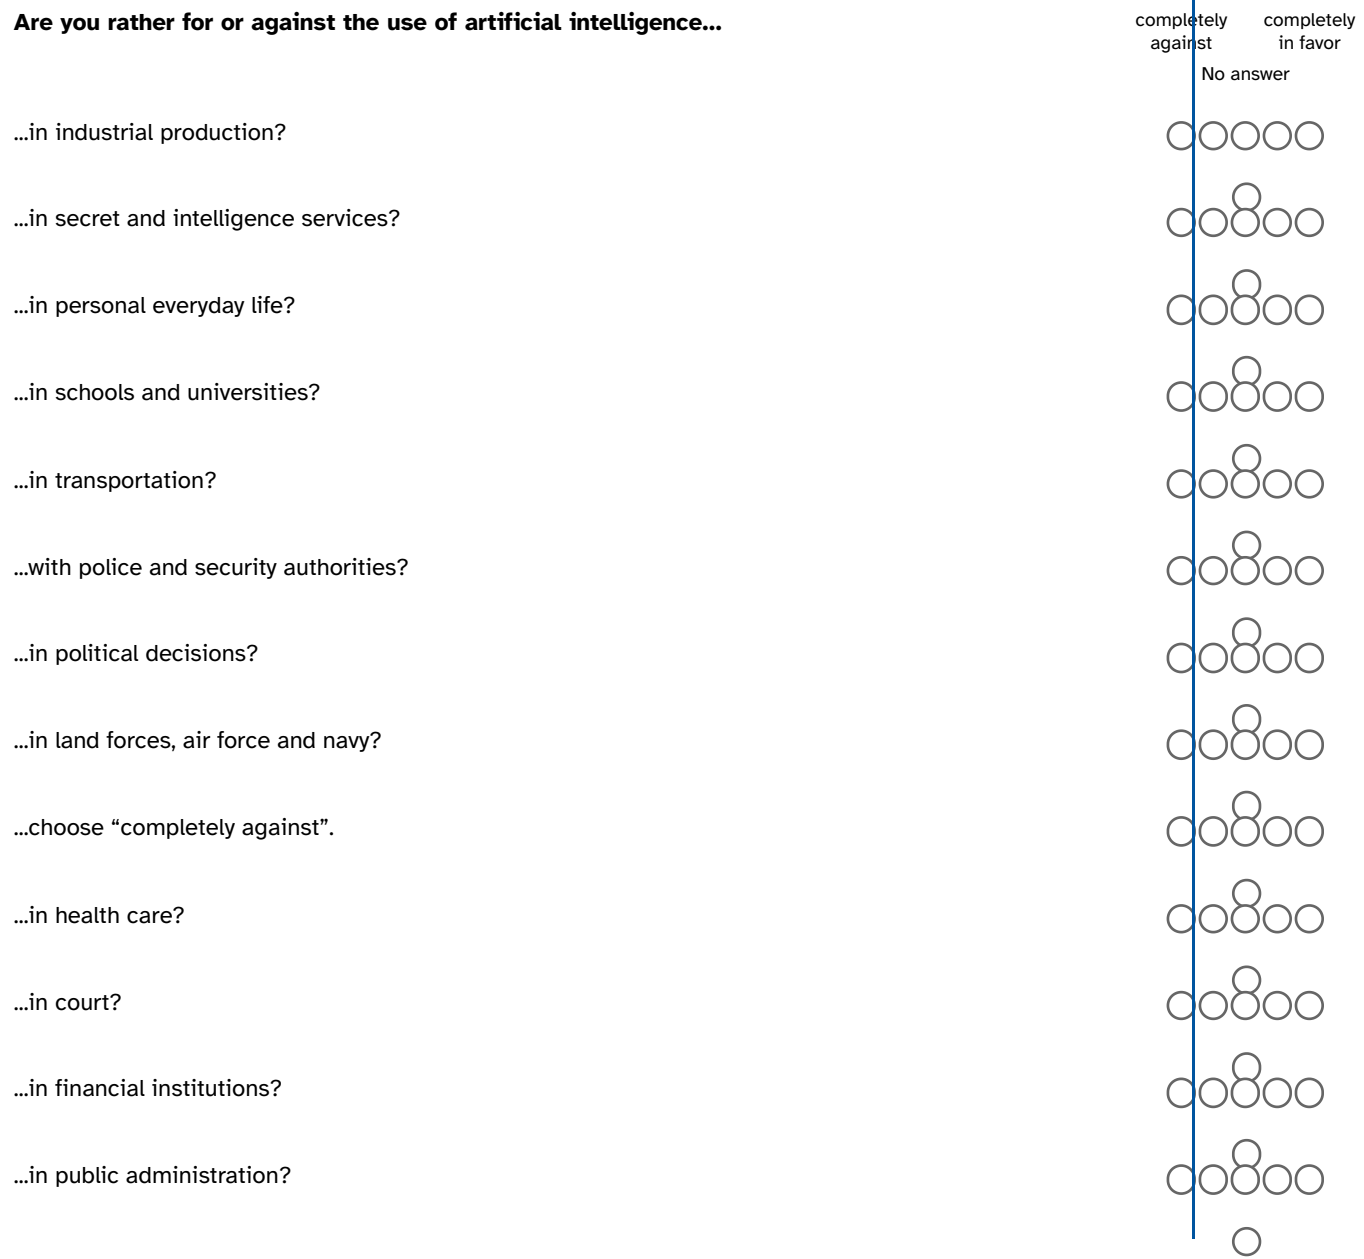 Are you rather for or against the use of artificial intelligence...
completely against
completely in favor
No answer
...in industrial production?
...in secret and intelligence services?
...in personal everyday life?
...in schools and universities?
...in transportation?
...with police and security authorities?
...in political decisions?
...in land forces, air force and navy?
...choose “completely against”.
...in health care?
...in court?
...in financial institutions?
...in public administration?